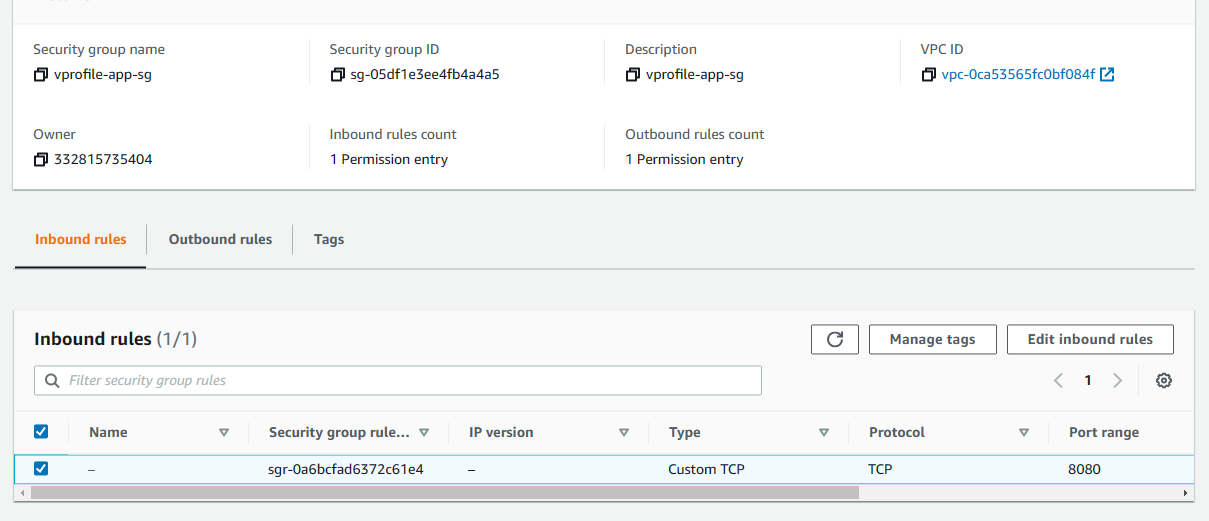 Security group name
vprofile-app-sg
Security group ID
sg-05df1e3ee4fb4a4a5
Description
vprofile-app-sg
VPC ID
vpc-0ca53565fc0bf084f
Owner
332815735404
Inbound rules count
1 Permission entry
Outbound rules count
1 Permission entry
Inbound rules
Outbound rules
Tags
Inbound rules (1/1)
Manage tags
Edit inbound rules
Filter security group rules
1
Name
Security group rule...
IP version
Type
Protocol
Port range
–
sgr-0a6bcfad6372c61e4
–
Custom TCP
TCP
8080